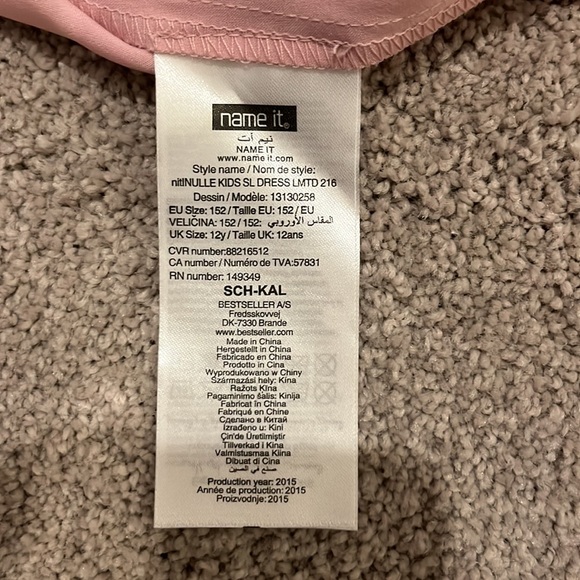 name it.
نيم أت
NAME IT
www.name it.com
Style name / Nom de style:
nitINULLE KIDS SL DRESS LMTD 216
Dessin / Modèle: 13130258
EU Size: 152 / Taille EU: 152 / EU
VELIČINA: 152 / 152: المقاس الأوروبي
UK Size: 12y / Taille UK: 12ans
CVR number:88216512
CA number / Numéro de TVA:57831
RN number: 149349
SCH-KAL
BESTSELLER A/S
Fredsskovvej
DK-7330 Brande
www.bestseller.com
Made in China
Hergestellt in China
Fabricado en China
Prodotto in Cina
Wyprodukowano w Chiny
Származási hely: Kína
Ražots Ķīna
Pagaminimo šalis: Kinija
Fabricat în China
Fabriqué en Chine
Сделано в Китай
Izrađeno u: Kini
Çin'de Üretilmiştir
Tillverkad i Kina
Valmistusmaa Kiina
Dibuat di Cina
صنع في الصين
Production year: 2015
Année de production: 2015
Proizvodnje: 2015